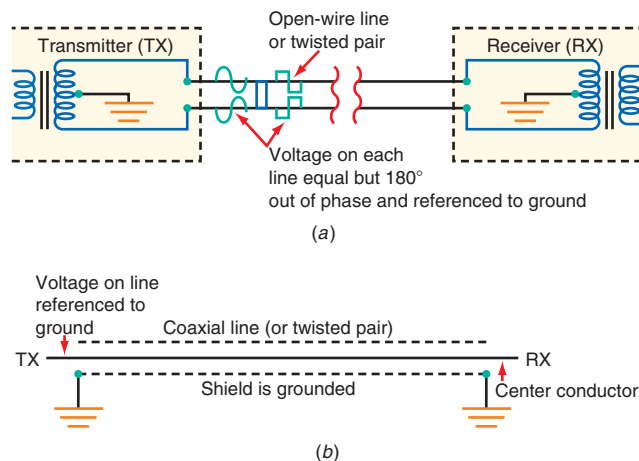 Open-wire line
or twisted pair
Transmitter (TX)
Receiver (RX)
Voltage on each
line equal but 180°
out of phase and referenced to ground
(a)
Voltage on line
referenced to
ground
Coaxial line (or twisted pair)
TX
RX
Shield is grounded
Center conductor
(b)